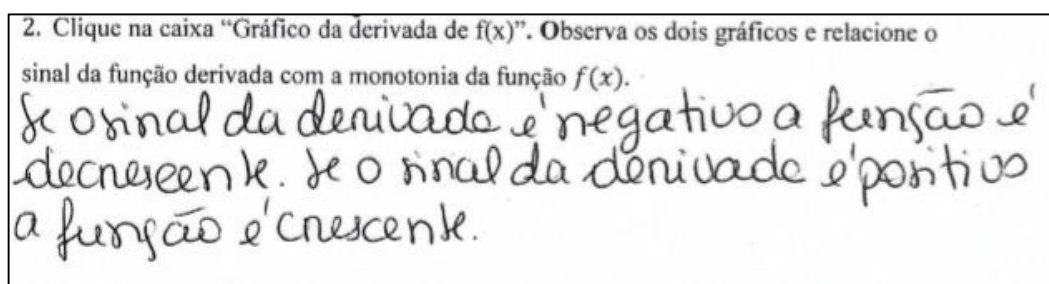 2. Clique na caixa “Gráfico da derivada de f(x)”. Observa os dois gráficos e relacione o
sinal da função derivada com a monotonia da função f(x).
Se o sinal da derivada é negativo a função é
decrescente. Se o sinal da derivada é positivo
a função é crescente.